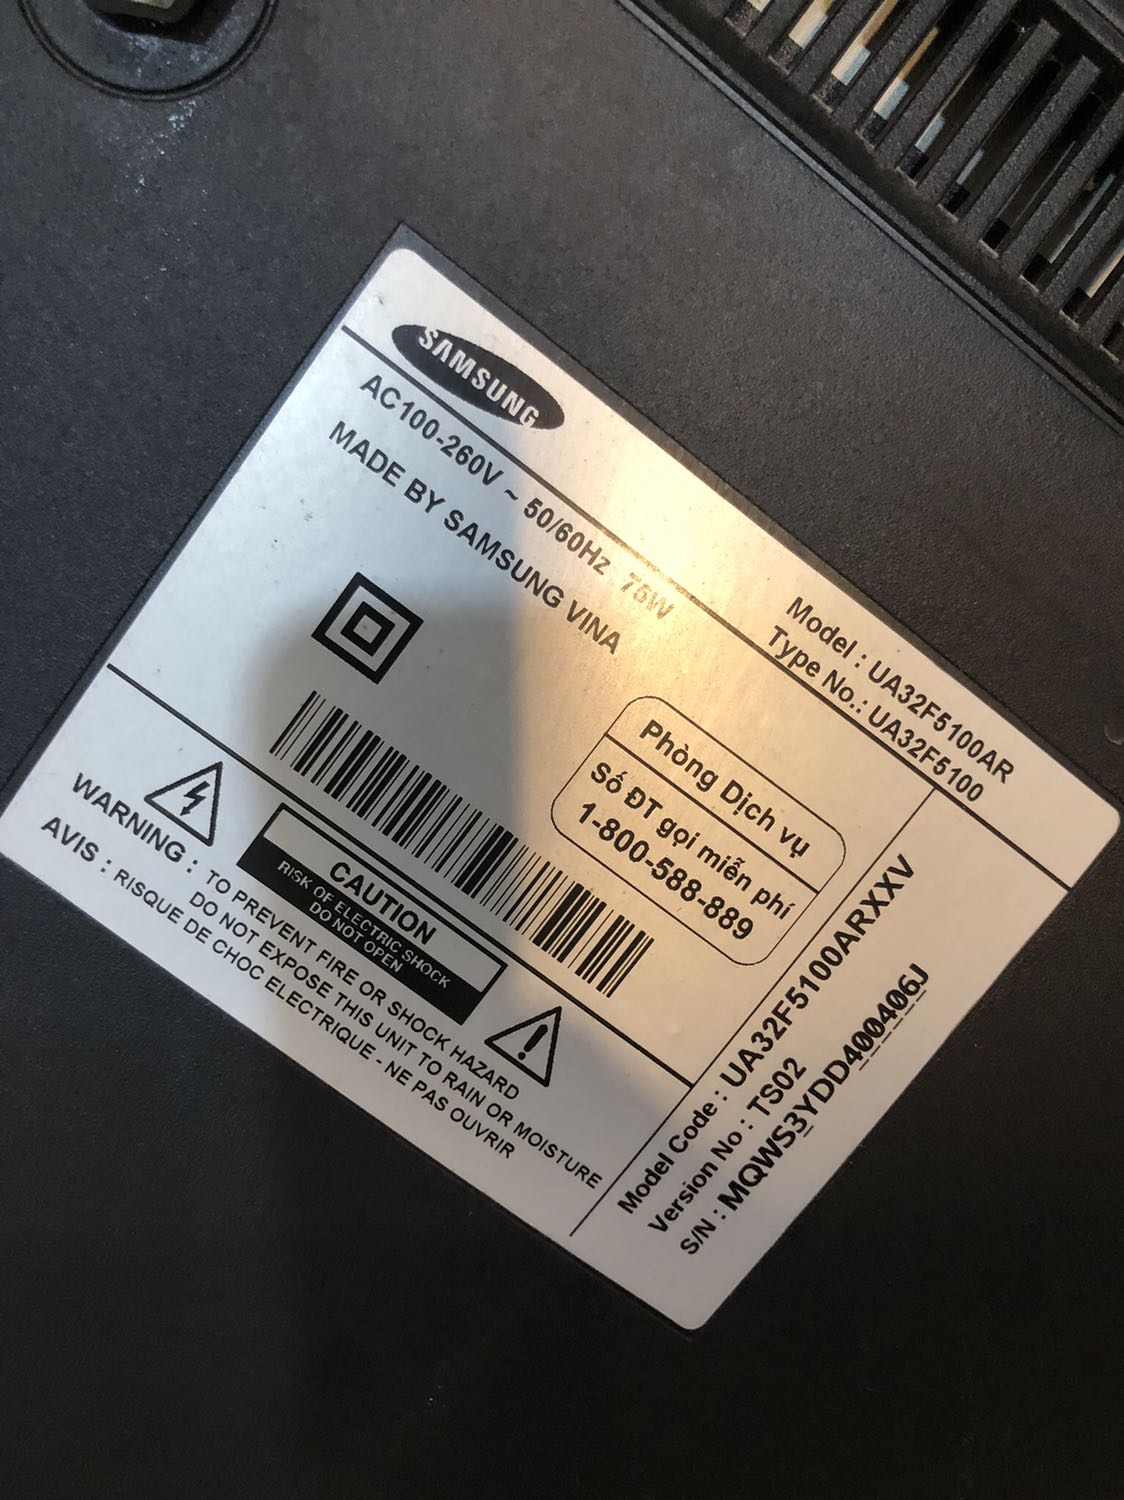 SAMSUNG
Model : UA32F5100AR
Type No.: UA32F5100
AC100-260V ~ 50/60Hz 75W
MADE BY SAMSUNG VINA
Phòng Dịch vụ
Số ĐT gọi miễn phí
1-800-588-889
CAUTION
RISK OF ELECTRIC SHOCK
DO NOT OPEN
WARNING : TO PREVENT FIRE OR SHOCK HAZARD
DO NOT EXPOSE THIS UNIT TO RAIN OR MOISTURE
AVIS : RISQUE DE CHOC ELECTRIQUE - NE PAS OUVRIR
Model Code : UA32F5100ARXXV
Version No : TS02
S/N : MQWS3YDD400406J